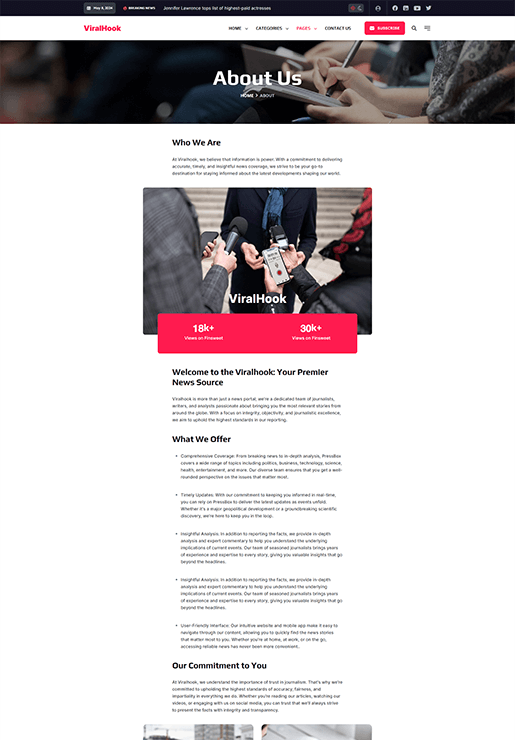 May 8, 2024
BREAKING NEWS
Jennifer Lawrence tops list of highest-paid actresses
ViralHook
HOME
CATEGORIES
PAGES
CONTACT US
SUBSCRIBE
About Us
HOME > ABOUT
Who We Are
At Viralhook, we believe that information is power. With a commitment to delivering
accurate, timely, and insightful news coverage, we strive to be your go-to
destination for staying informed about the latest developments shaping our world.
ViralHook
18k+
Views on Finsweet
30k+
Views on Finsweet
Welcome to the Viralhook: Your Premier
News Source
Viralhook is more than just a news portal; we're a dedicated team of journalists,
writers, and analysts passionate about bringing you the most relevant stories from
around the globe. With a focus on integrity, objectivity, and journalistic excellence,
we aim to uphold the highest standards in our reporting.
What We Offer
• Comprehensive Coverage: From breaking news to in-depth analysis, PressBox
covers a wide range of topics including politics, business, technology, science,
health, entertainment, and more. Our diverse team ensures that you get a well-
rounded perspective on the issues that matter most.
• Timely Updates: With our commitment to keeping you informed in real-time,
you can rely on PressBox to deliver the latest updates as events unfold.
Whether it's a major geopolitical development or a groundbreaking scientific
discovery, we're here to keep you in the loop.
• Insightful Analysis: In addition to reporting the facts, we provide in-depth
analysis and expert commentary to help you understand the underlying
implications of current events. Our team of seasoned journalists brings years
of experience and expertise to every story, giving you valuable insights that go
beyond the headlines.
• Insightful Analysis: In addition to reporting the facts, we provide in-depth
analysis and expert commentary to help you understand the underlying
implications of current events. Our team of seasoned journalists brings years
of experience and expertise to every story, giving you valuable insights that go
beyond the headlines.
• User-Friendly Interface: Our intuitive website and mobile app make it easy to
navigate through our content, allowing you to quickly find the news stories
that matter most to you. Whether you're at home, at work, or on the go,
accessing reliable news has never been more convenient.
Our Commitment to You
At Viralhook, we understand the importance of trust in journalism. That's why we're
committed to upholding the highest standards of accuracy, fairness, and
impartiality in everything we do. Whether you're reading our articles, watching our
videos, or engaging with us on social media, you can trust that we'll always strive
to present the facts with integrity and transparency.